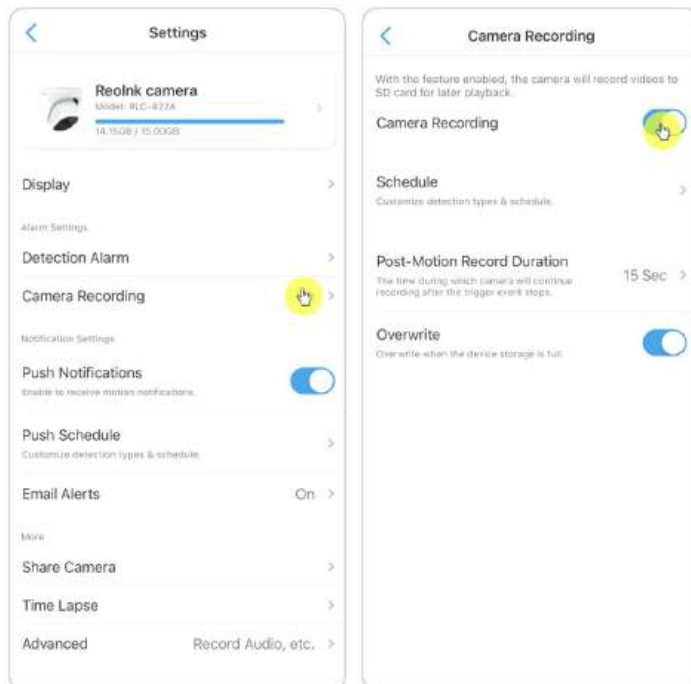 Settings
Reolnk camera
Model: RLC-822A
14.15GB / 15.00GB
Display
Alarm Settings
Detection Alarm
Camera Recording
Notification Settings
Push Notifications
Enable to receive motion notifications.
Push Schedule
Customize detection types & schedule.
Email Alerts On
More
Share Camera
Time Lapse
Advanced Record Audio, etc.
Camera Recording
With the feature enabled, the camera will record videos to
SD card for later playback.
Camera Recording
Schedule
Customize detection types & schedule.
Post-Motion Record Duration
15 Sec
The time during which camera will continue
recording after the trigger event stops.
Overwrite
Overwrite when the device storage is full.